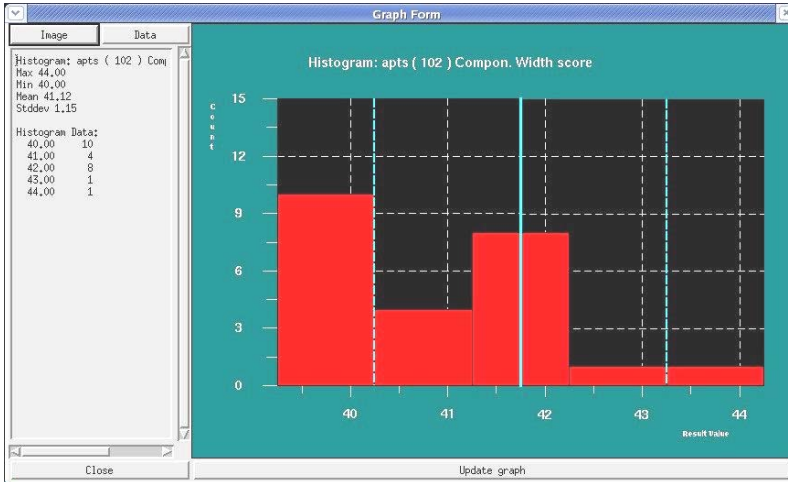 Graph Form
Image
Data
Histogram: apts ( 102 ) Comp
Max 44.00
Min 40.00
Mean 41.12
Stddev 1.15
Histogram Data:
40.00 10
41.00 4
42.00 8
43.00 1
44.00 1
Histogram: apts ( 102 ) Compon. Width score
Count
15
12
9
6
3
0
40 41 42 43 44
Result Value
Close
Update graph